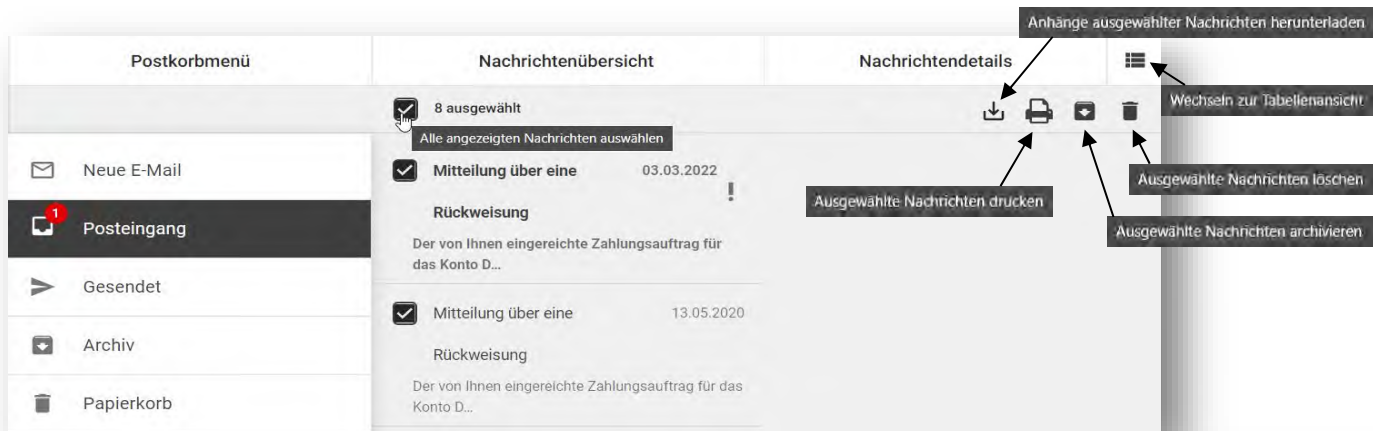 Anhänge ausgewählter Nachrichten herunterladen
Postkorbmenü
Nachrichtenübersicht
Nachrichtendetails
8 ausgewählt
Wechseln zur Tabellenansicht
Alle angezeigten Nachrichten auswählen
Neue E-Mail
Mitteilung über eine 03.03.2022
!
Ausgewählte Nachrichten löschen
Ausgewählte Nachrichten drucken
1
Posteingang
Rückweisung
Ausgewählte Nachrichten archivieren
Der von Ihnen eingereichte Zahlungsauftrag für
das Konto D...
Gesendet
Mitteilung über eine 13.05.2020
Archiv
Rückweisung
Der von Ihnen eingereichte Zahlungsauftrag für das
Konto D...
Papierkorb